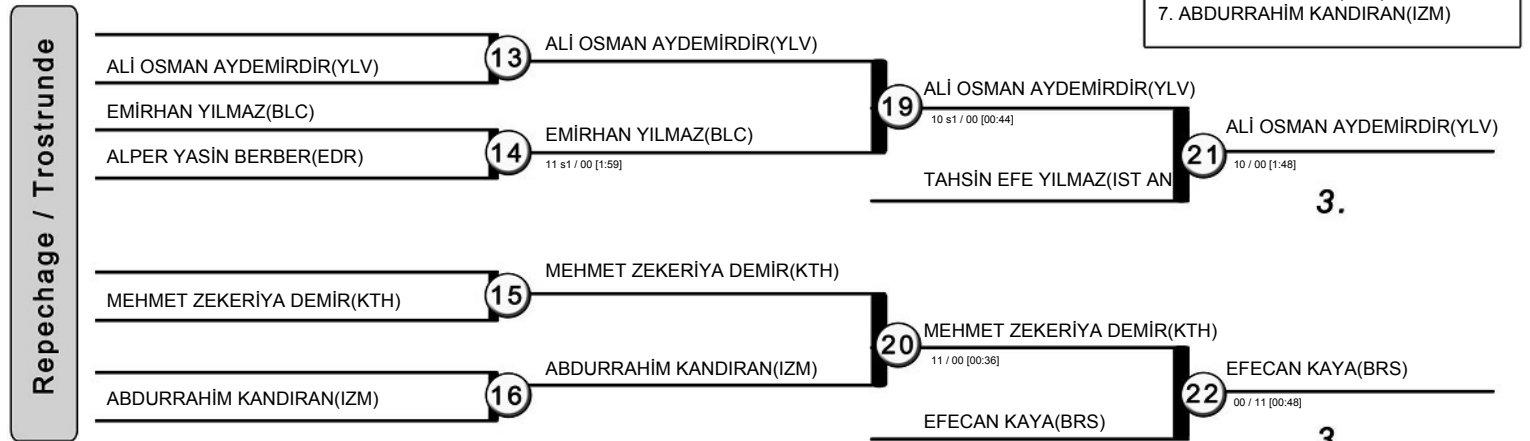 7. ABDURRAHİM KANDIRAN(IZM)
Repechage / Trostrunde
13
ALİ OSMAN AYDEMİRDİR(YLV)
ALİ OSMAN AYDEMİRDİR(YLV)
19
ALİ OSMAN AYDEMİRDİR(YLV)
10 s1 / 00 [00:44]
EMİRHAN YILMAZ(BLC)
14
EMİRHAN YILMAZ(BLC)
11 s1 / 00 [1:59]
ALPER YASİN BERBER(EDR)
21
ALİ OSMAN AYDEMİRDİR(YLV)
10 / 00 [1:48]
TAHSİN EFE YILMAZ(IST AN
3.
15
MEHMET ZEKERİYA DEMİR(KTH)
MEHMET ZEKERİYA DEMİR(KTH)
20
MEHMET ZEKERİYA DEMİR(KTH)
11 / 00 [00:36]
16
ABDURRAHİM KANDIRAN(IZM)
ABDURRAHİM KANDIRAN(IZM)
22
EFECAN KAYA(BRS)
00 / 11 [00:48]
EFECAN KAYA(BRS)